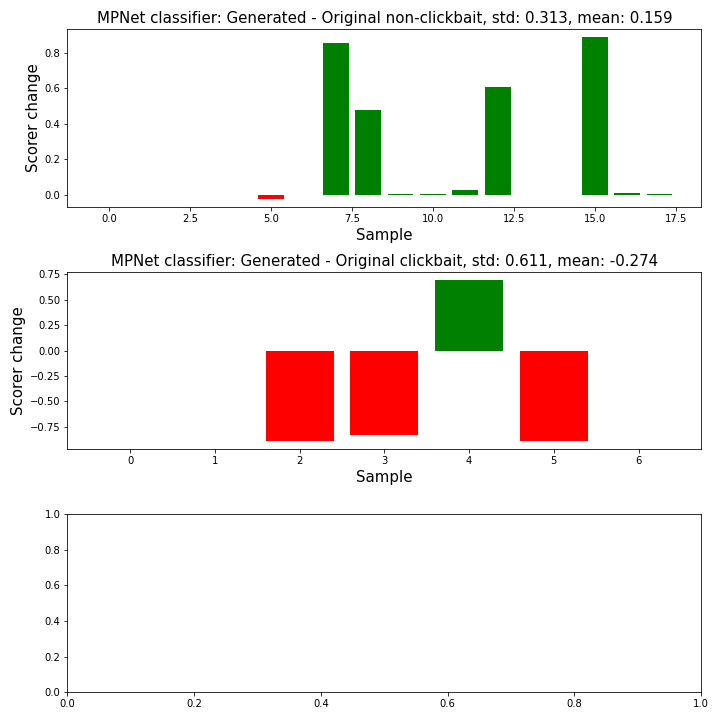 MPNet classifier: Generated - Original non-clickbait, std: 0.313, mean: 0.159
Scorer change
0.8
0.6
0.4
0.2
0.0
0.0 2.5 5.0 7.5 10.0 12.5 15.0 17.5
Sample
MPNet classifier: Generated - Original clickbait, std: 0.611, mean: -0.274
Scorer change
0.75
0.50
0.25
0.00
−0.25
−0.50
−0.75
0 1 2 3 4 5 6
Sample
1.0
0.8
0.6
0.4
0.2
0.0
0.0 0.2 0.4 0.6 0.8 1.0